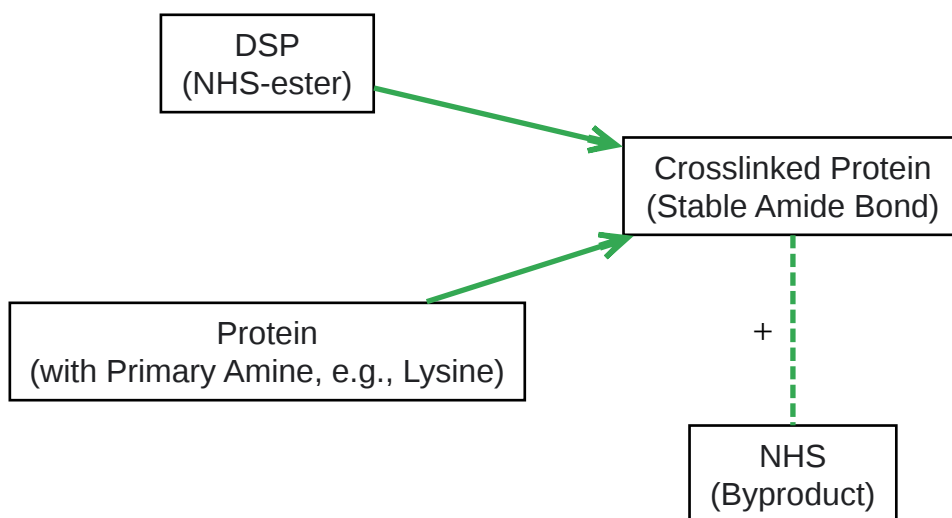 DSP
(NHS-ester)
Crosslinked Protein
(Stable Amide Bond)
Protein
(with Primary Amine, e.g., Lysine)
+
NHS
(Byproduct)